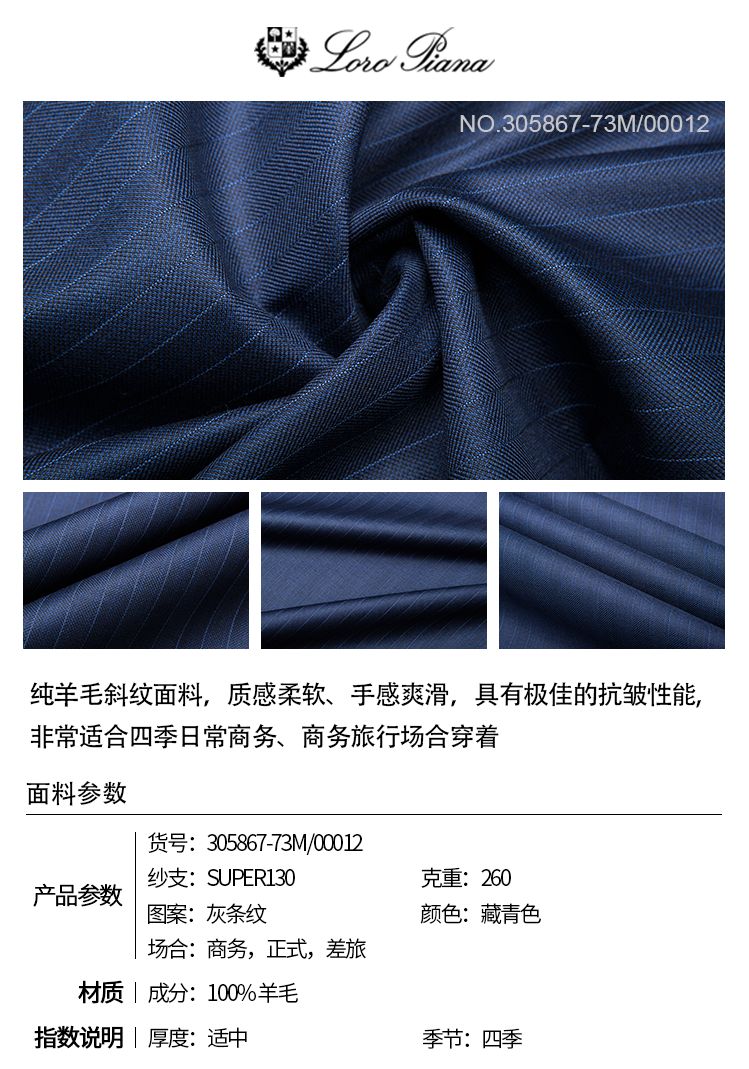 Loro Piana
NO.305867-73M/00012
纯羊毛斜纹面料，质感柔软、手感爽滑，具有极佳的抗皱性能,
非常适合四季日常商务、商务旅行场合穿着
面料参数
产品参数
货号：305867-73M/00012
纱支：SUPER130 克重：260
图案：灰条纹 颜色：藏青色
场合：商务，正式，差旅
材质 成分：100%羊毛
指数说明 厚度：适中 季节：四季